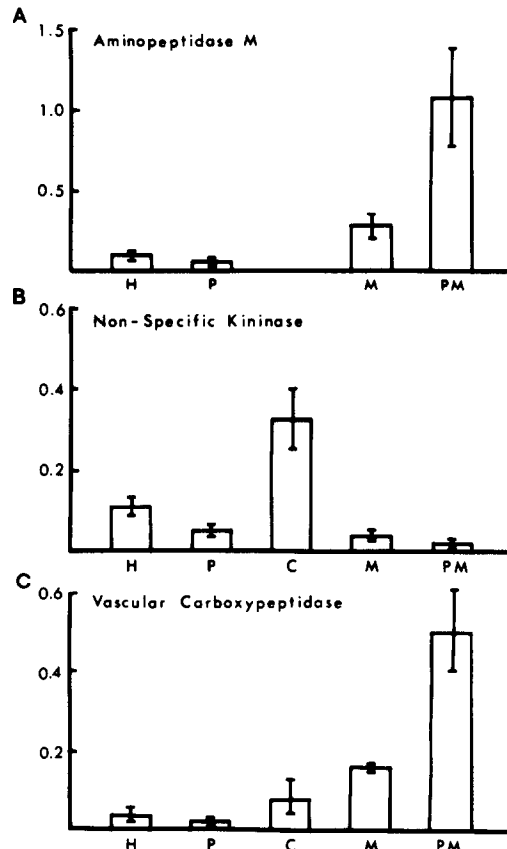 A
Aminopeptidase M
1.5
1.0
0.5
H P M PM
B
Non-Specific Kininase
0.6
0.4
0.2
H P C M PM
C
Vascular Carboxypeptidase
0.6
0.4
0.2
H P C M PM